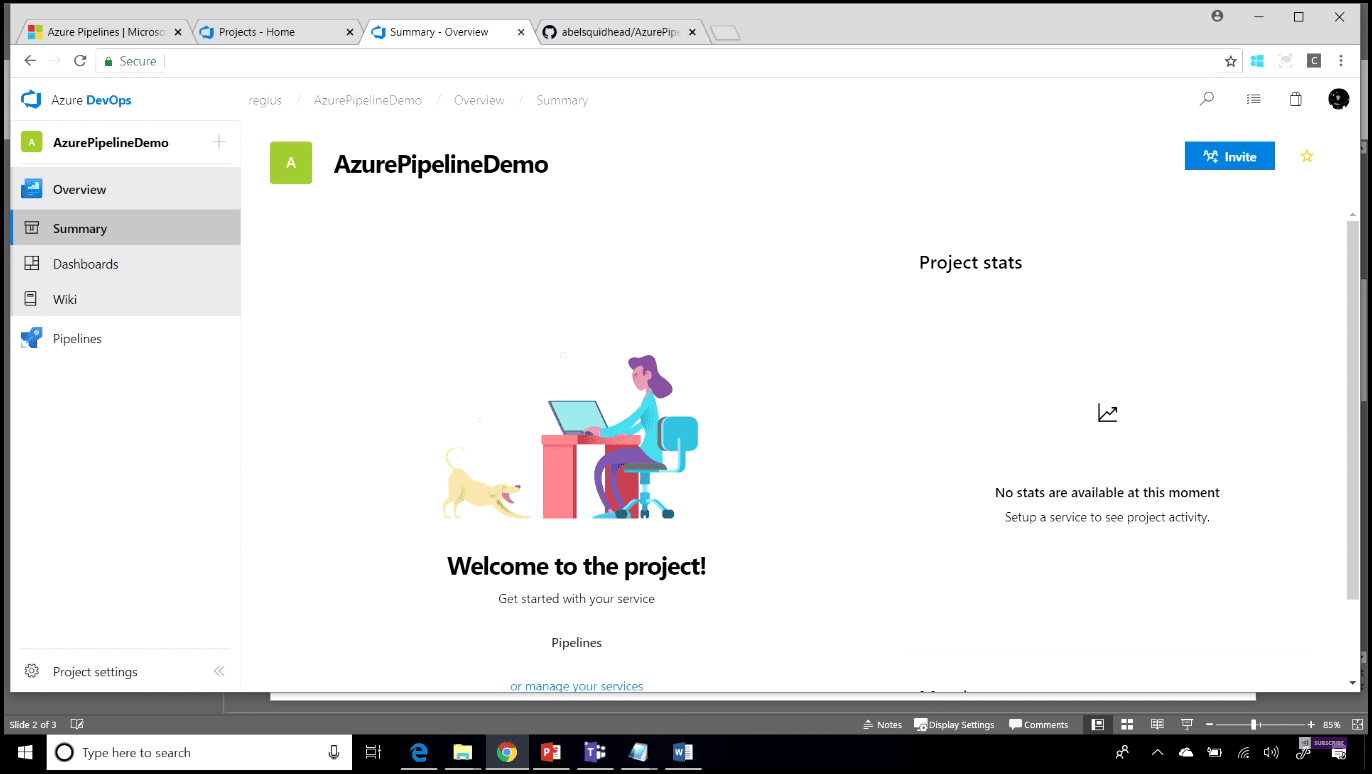 Azure Pipelines | Microso
Projects - Home
Summary - Overview
abelsquidhead/AzurePipe
Secure
C
Azure DevOps
regius / AzurePipelineDemo / Overview / Summary
A AzurePipelineDemo
A AzurePipelineDemo
Invite
Overview
Summary
Dashboards
Wiki
Pipelines
Project stats
No stats are available at this moment
Setup a service to see project activity.
Welcome to the project!
Get started with your service
Pipelines
or manage your services
Project settings
Slide 2 of 3
Notes
Display Settings
Comments
85%
Type here to search
SUBSCRIBE